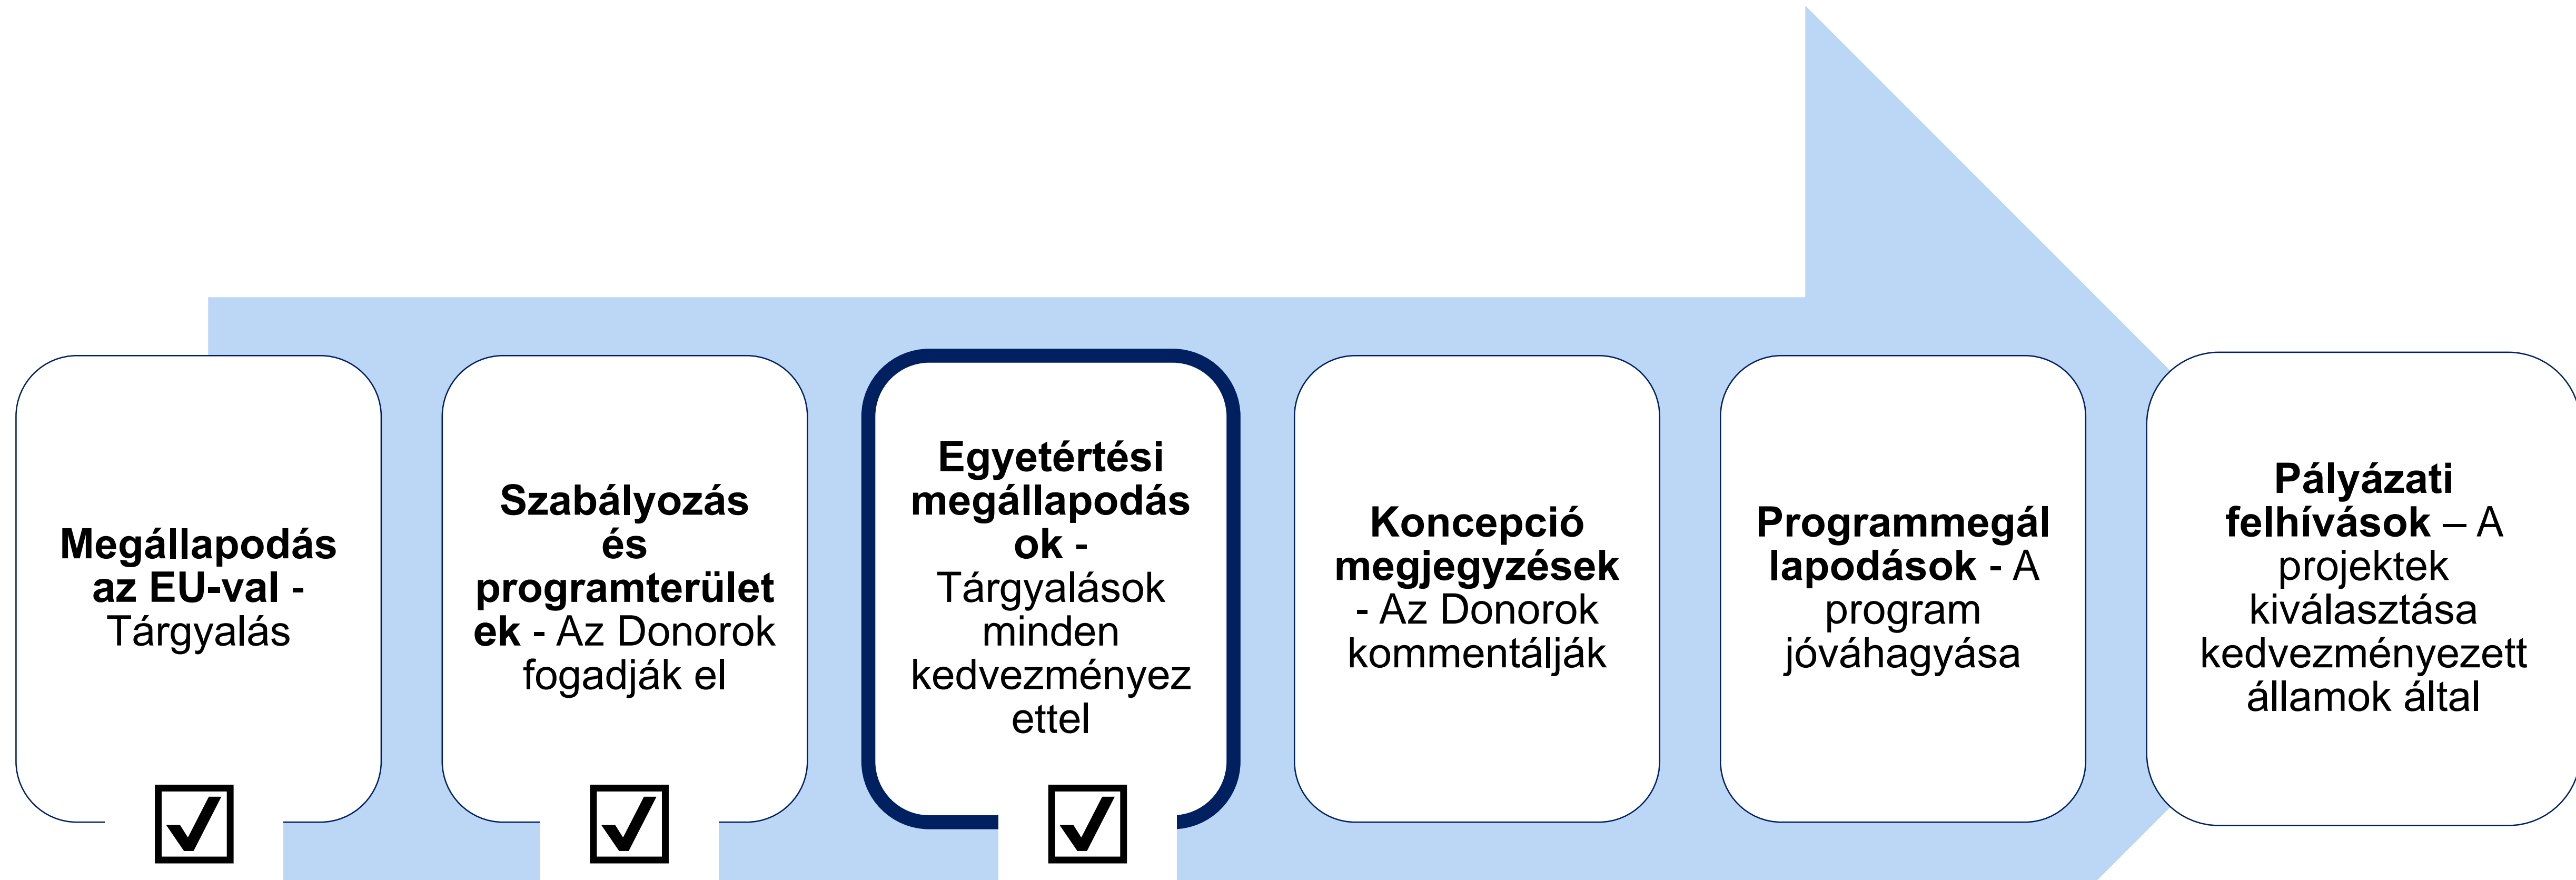 Megállapodás
az EU-val -
Tárgyalás
Szabályozás
és
programterület
ek - Az Donorok
fogadják el
Egyetértési
megállapodás
ok -
Tárgyalások
minden
kedvezményez
ettel
Koncepció
megjegyzések
- Az Donorok
kommentálják
Programmegál
lapodások - A
program
jóváhagyása
Pályázati
felhívások – A
projektek
kiválasztása
kedvezményezett
államok által